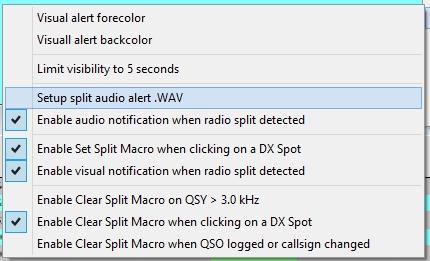 Visual alert forecolor
Visuall alert backcolor
Limit visibility to 5 seconds
Setup split audio alert .WAV
Enable audio notification when radio split detected
Enable Set Split Macro when clicking on a DX Spot
Enable visual notification when radio split detected
Enable Clear Split Macro on QSY > 3.0 kHz
Enable Clear Split Macro when clicking on a DX Spot
Enable Clear Split Macro when QSO logged or callsign changed